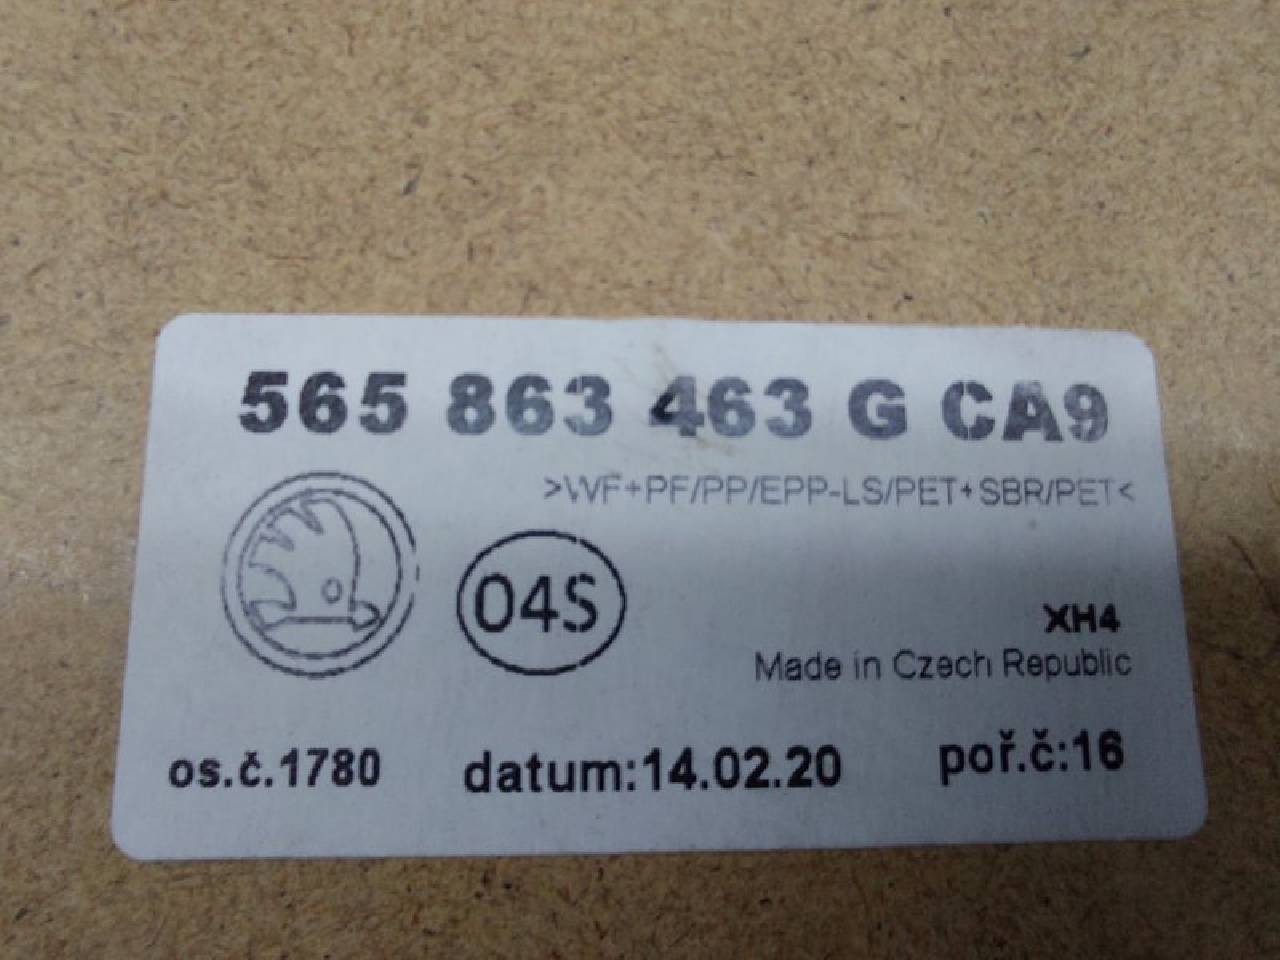 565 863 463 G CA9
>WF+PF/PP/EPP-LS/PET+SBR/PET<
04S
XH4
Made in Czech Republic
os.č.1780 datum:14.02.20 poř.č:16